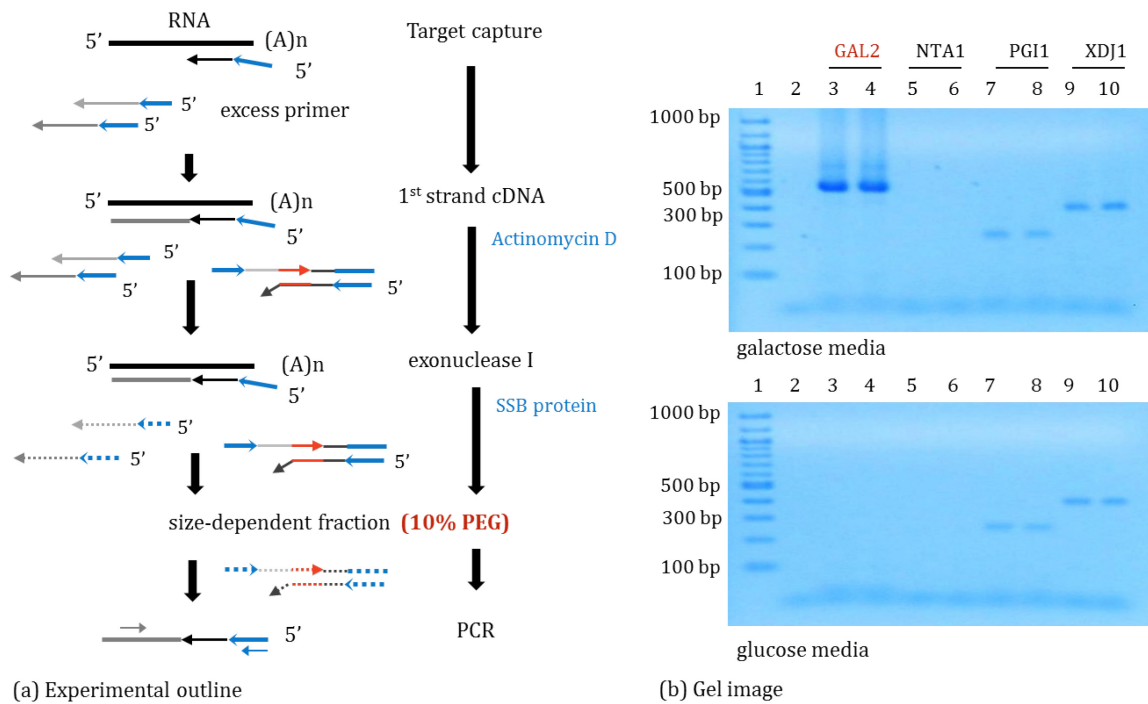 RNA
5’
(A)n
5’
5’
excess primer
5’
5’
(A)n
5’
5’
5’
5’
5’
(A)n
5’
5’
5’
5’
size-dependent fraction (10% PEG)
5’
Target capture
1st strand cDNA
Actinomycin D
exonuclease I
SSB protein
PCR
(a) Experimental outline
GAL2 NTA1 PGI1 XDJ1
1 2 3 4 5 6 7 8 9 10
1000 bp
500 bp
300 bp
100 bp
galactose media
1 2 3 4 5 6 7 8 9 10
1000 bp
500 bp
300 bp
100 bp
glucose media
(b) Gel image